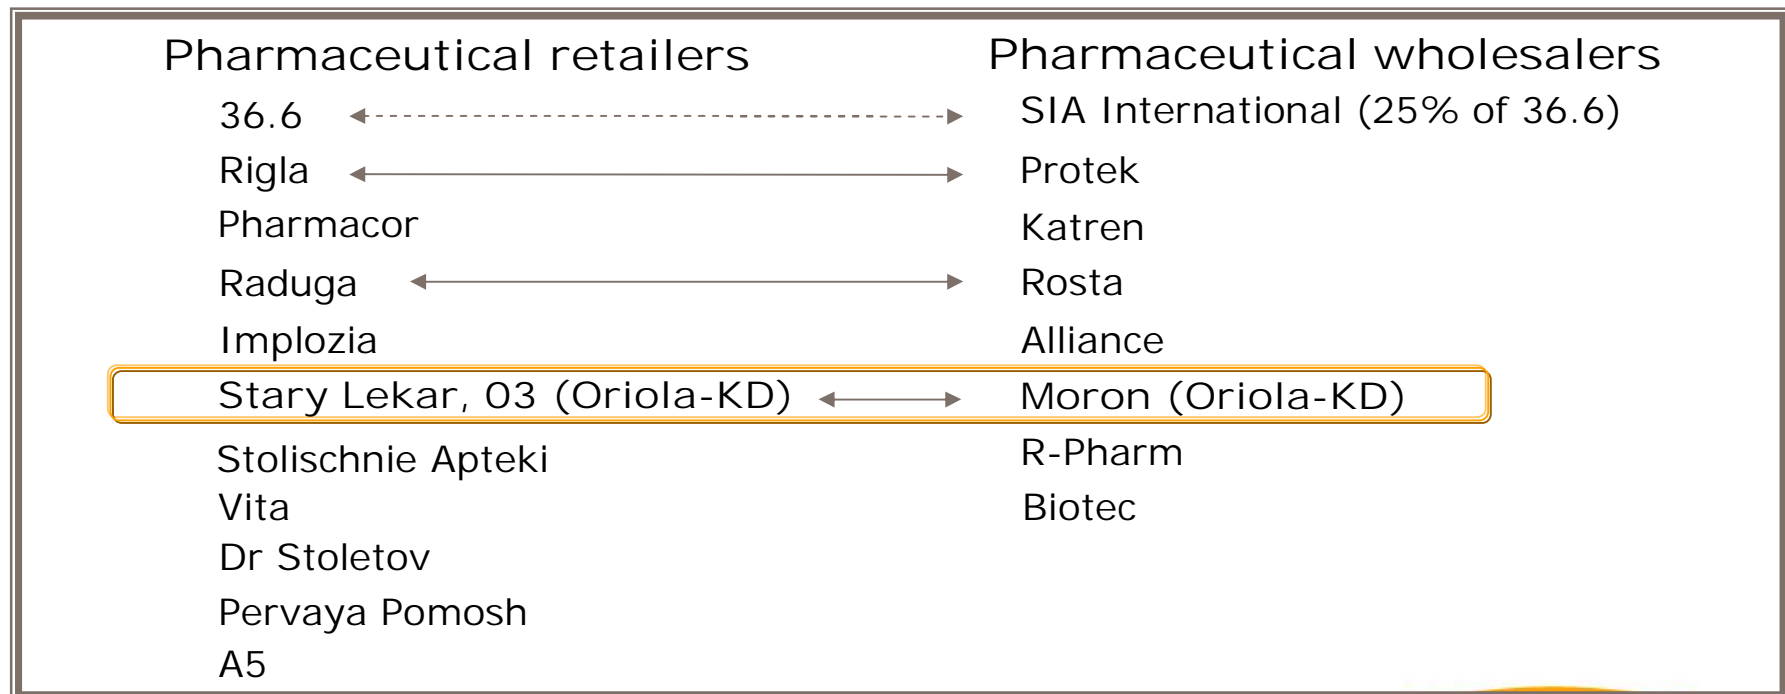 Pharmaceutical retailers
36.6
Rigla
Pharmacor
Raduga
Implozia
Stary Lekar, 03 (Oriola-KD)
Stolischnie Apteki
Vita
Dr Stoletov
Pervaya Pomosh
A5
Pharmaceutical wholesalers
SIA International (25% of 36.6)
Protek
Katren
Rosta
Alliance
Moron (Oriola-KD)
R-Pharm
Biotec